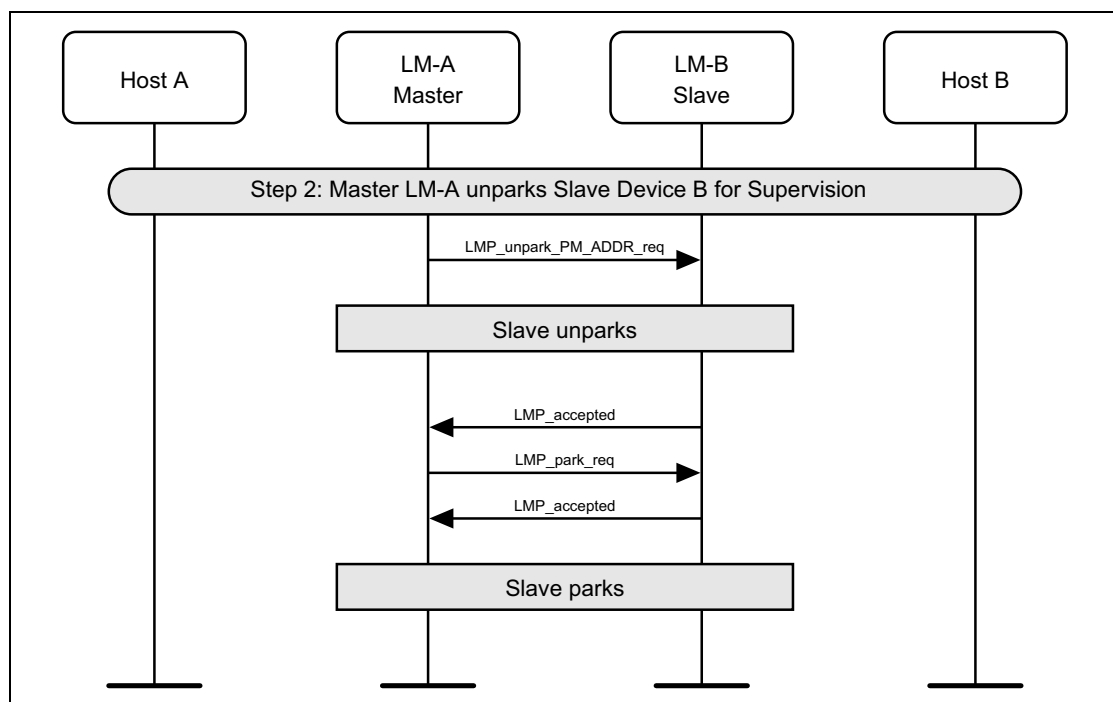 Host A
LM-A
Master
LM-B
Slave
Host B
Step 2: Master LM-A unparks Slave Device B for Supervision
LMP_unpark_PM_ADDR_req
Slave unparks
LMP_accepted
LMP_park_req
LMP_accepted
Slave parks